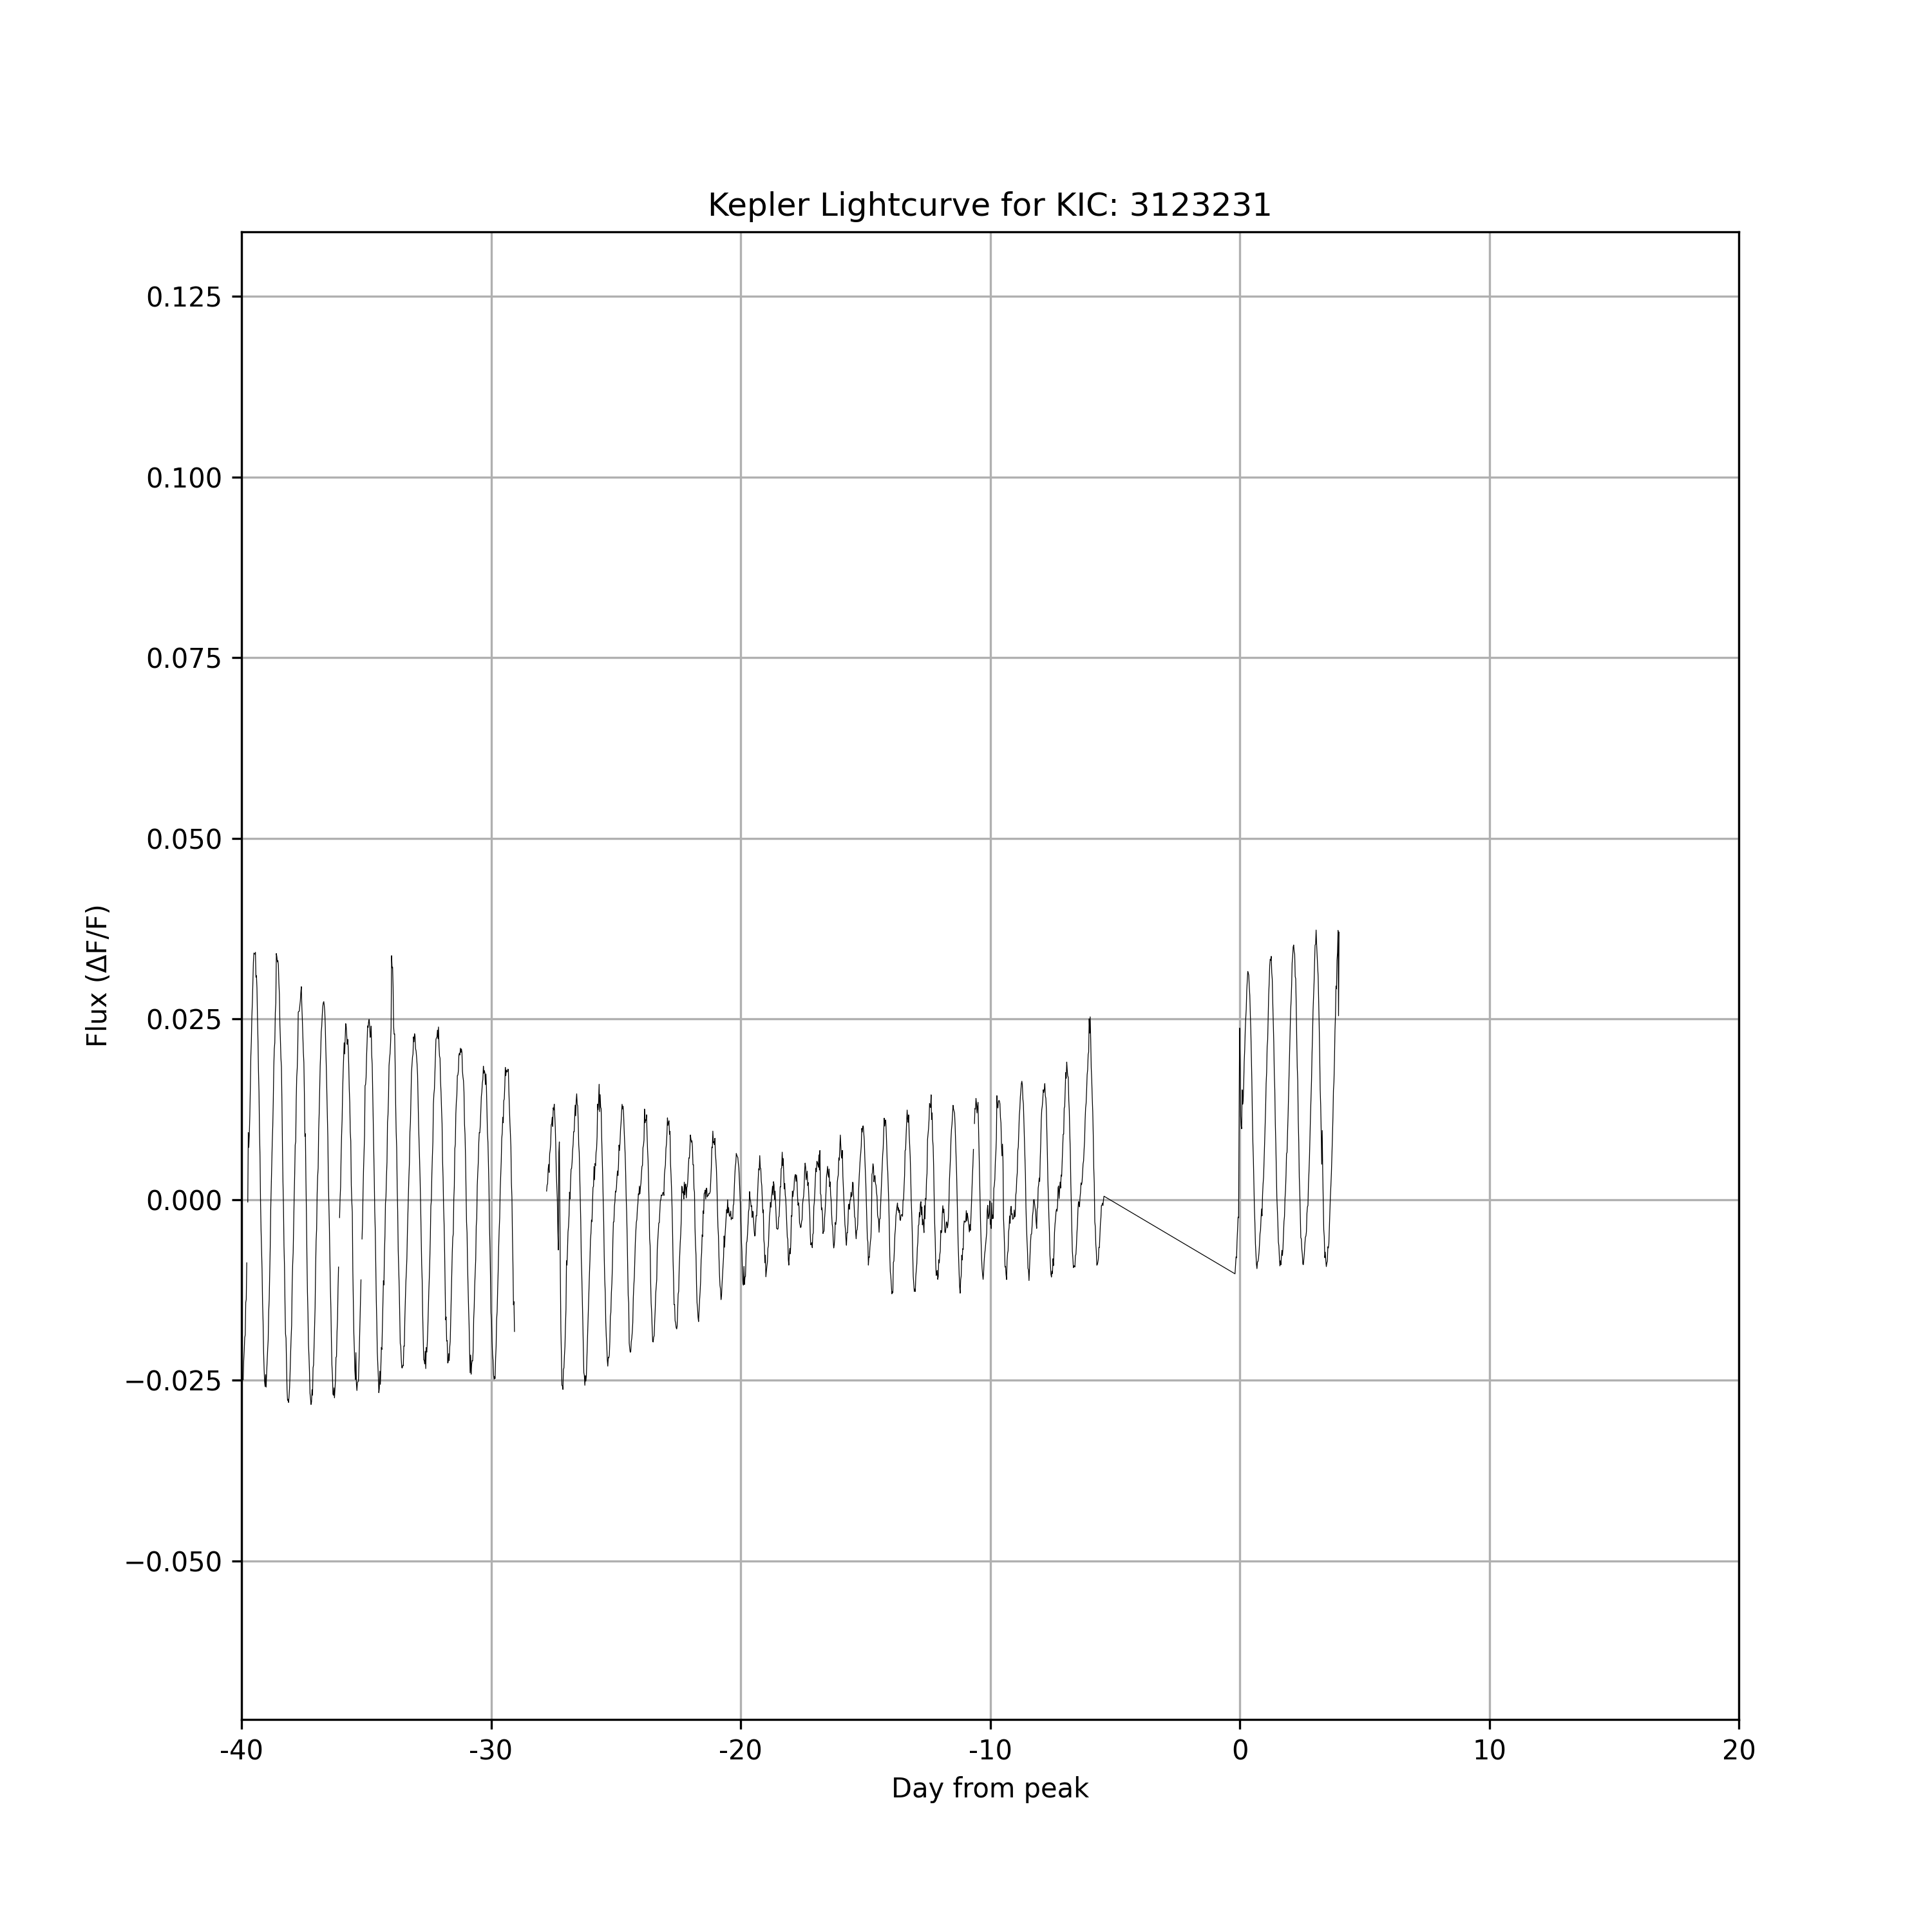 Kepler Lightcurve for KIC: 3123231
0.125
0.100
0.075
0.050
0.025
0.000
−0.025
−0.050
Flux (ΔF/F)
-40 -30 -20 -10 0 10 20
Day from peak